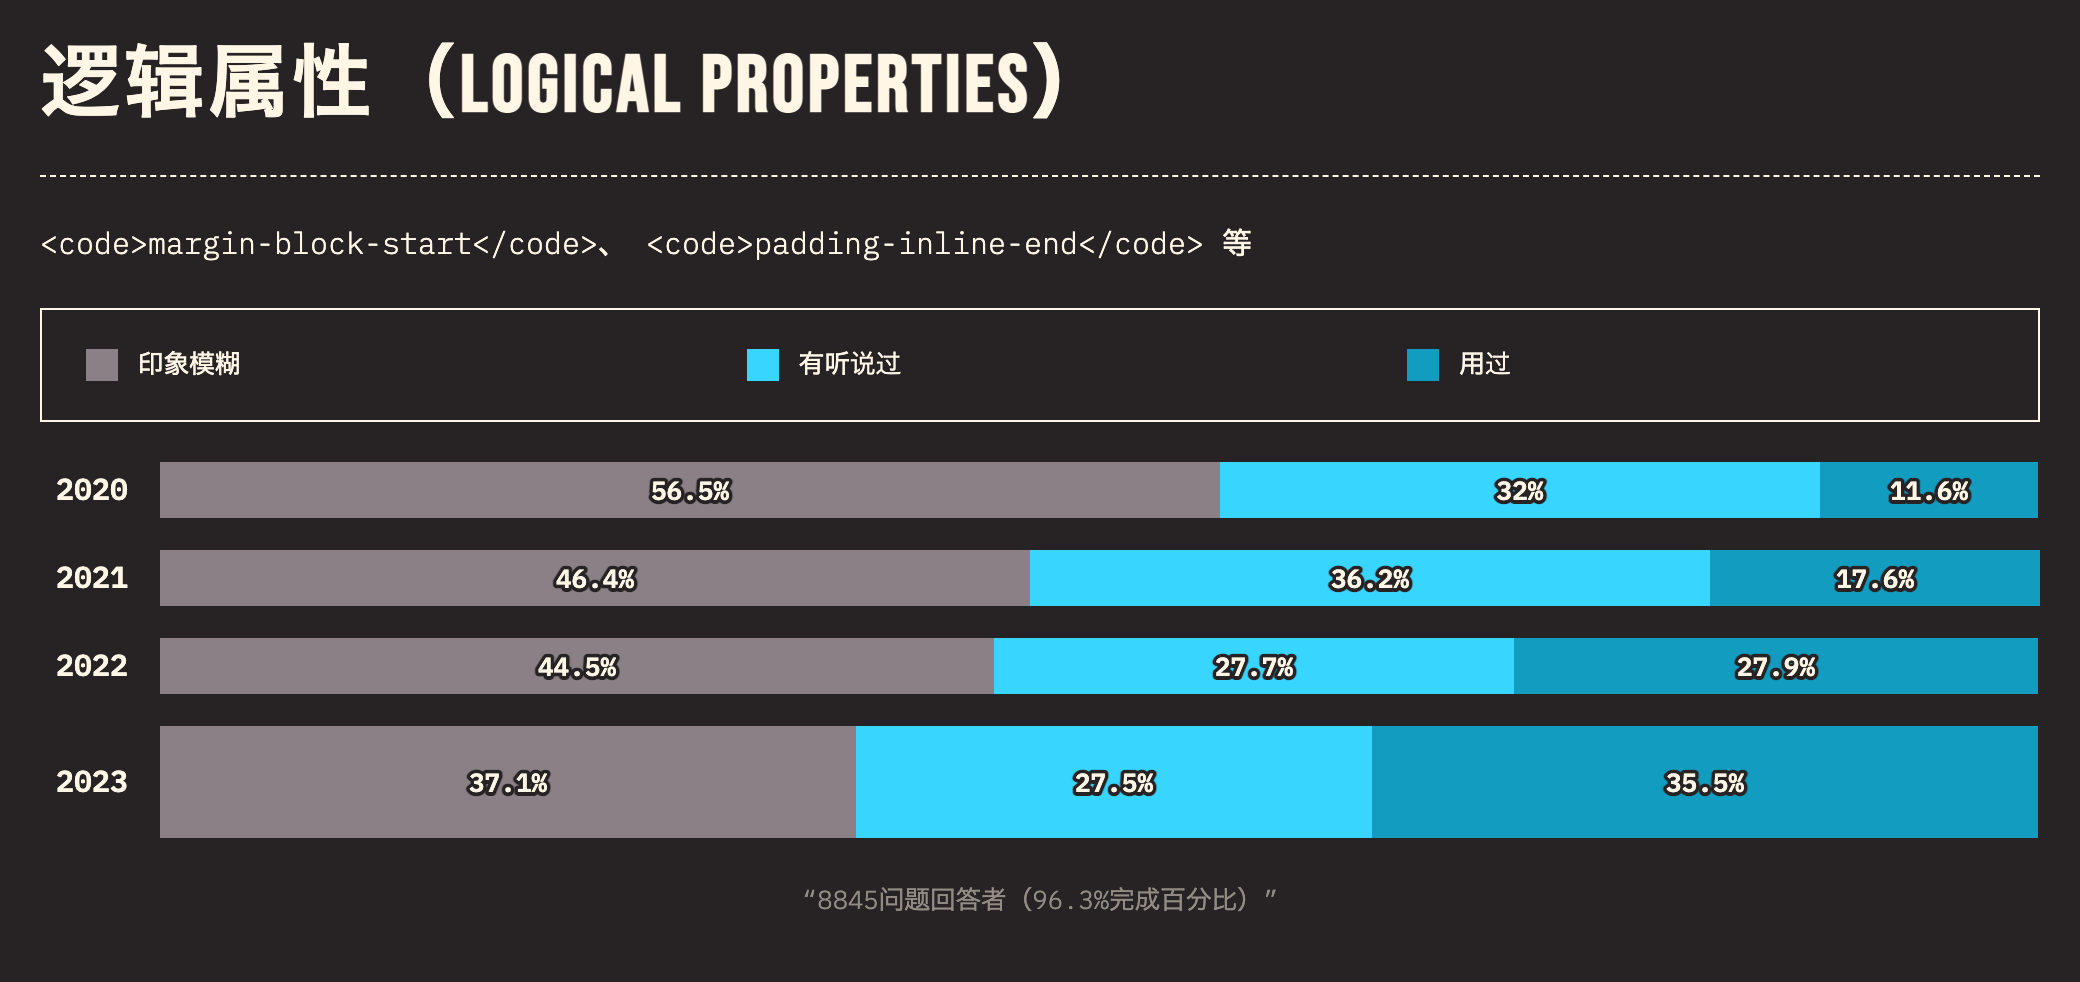 逻辑属性（LOGICAL PROPERTIES）
<code>margin-block-start</code>、 <code>padding-inline-end</code> 等
印象模糊 有听说过 用过
2020 56.5% 32% 11.6%
2021 46.4% 36.2% 17.6%
2022 44.5% 27.7% 27.9%
2023 37.1% 27.5% 35.5%
“8845问题回答者（96.3%完成百分比）”